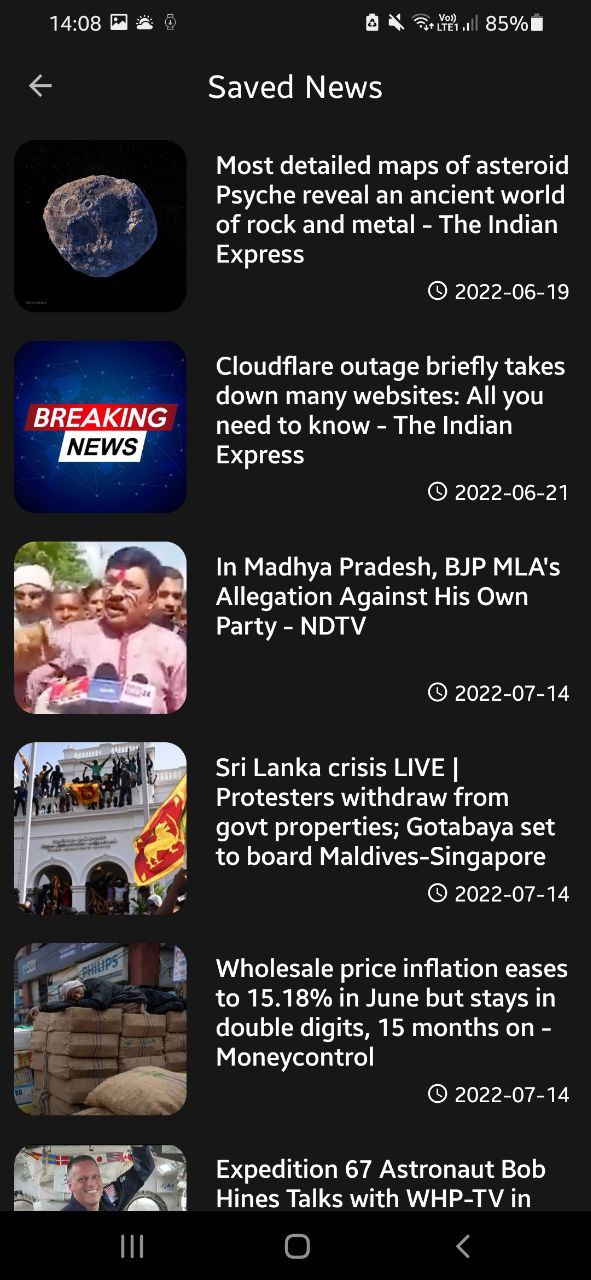 14:08
Vo)) LTE1 85%
Saved News
Most detailed maps of asteroid
Psyche reveal an ancient world
of rock and metal - The Indian
Express
2022-06-19
BREAKING
NEWS
Cloudflare outage briefly takes
down many websites: All you
need to know - The Indian
Express
2022-06-21
In Madhya Pradesh, BJP MLA's
Allegation Against His Own
Party - NDTV
2022-07-14
Sri Lanka crisis LIVE |
Protesters withdraw from
govt properties; Gotabaya set
to board Maldives-Singapore
2022-07-14
PHILIPS
Wholesale price inflation eases
to 15.18% in June but stays in
double digits, 15 months on -
Moneycontrol
2022-07-14
Expedition 67 Astronaut Bob
Hines Talks with WHP-TV in